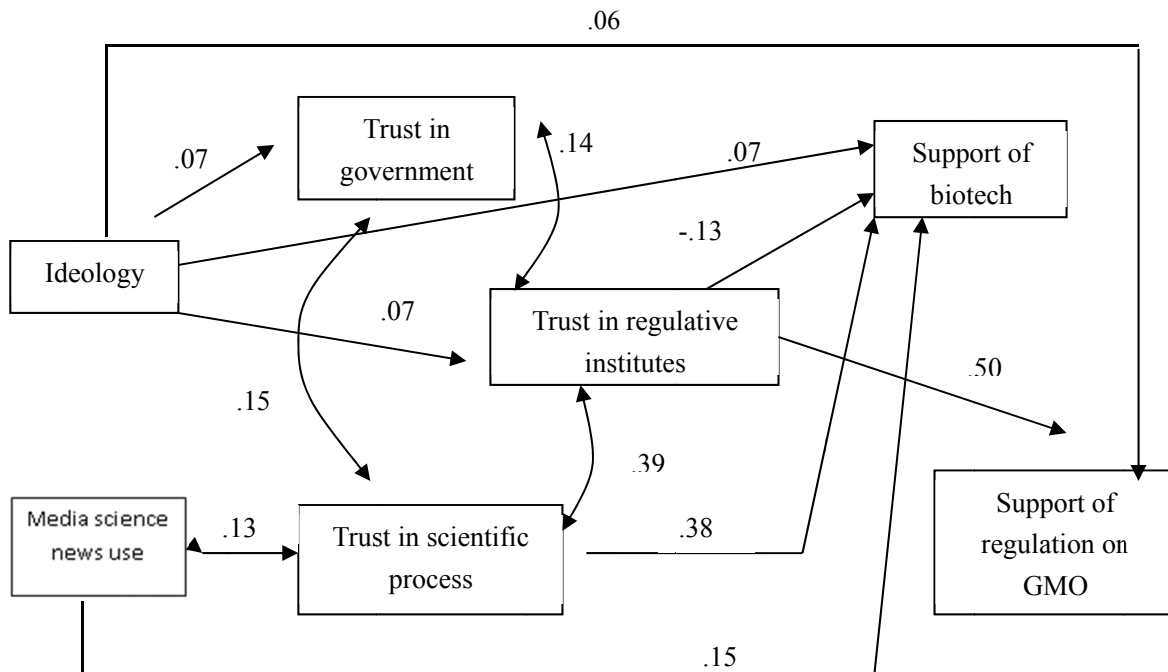 .06
Trust in
government
.07
.14
.07
Support of
biotech
-.13
Ideology
.07
Trust in regulative
institutes
.50
.15
.39
Media science
news use
.13
Trust in scientific
process
.38
Support of
regulation on
GMO
.15